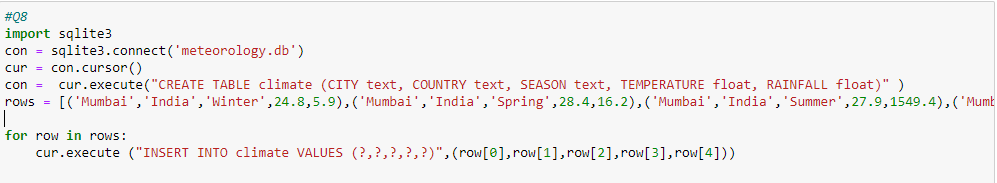 #Q8
import sqlite3
con = sqlite3.connect('meteorology.db')
cur = con.cursor()
con =  cur.execute("CREATE TABLE climate (CITY text, COUNTRY text, SEASON text, TEMPERATURE float, RAINFALL float)" )
rows = [('Mumbai','India','Winter',24.8,5.9),('Mumbai','India','Spring',28.4,16.2),('Mumbai','India','Summer',27.9,1549.4),('Mumb
for row in rows:
    cur.execute ("INSERT INTO climate VALUES (?,?,?,?,?)",(row[0],row[1],row[2],row[3],row[4]))